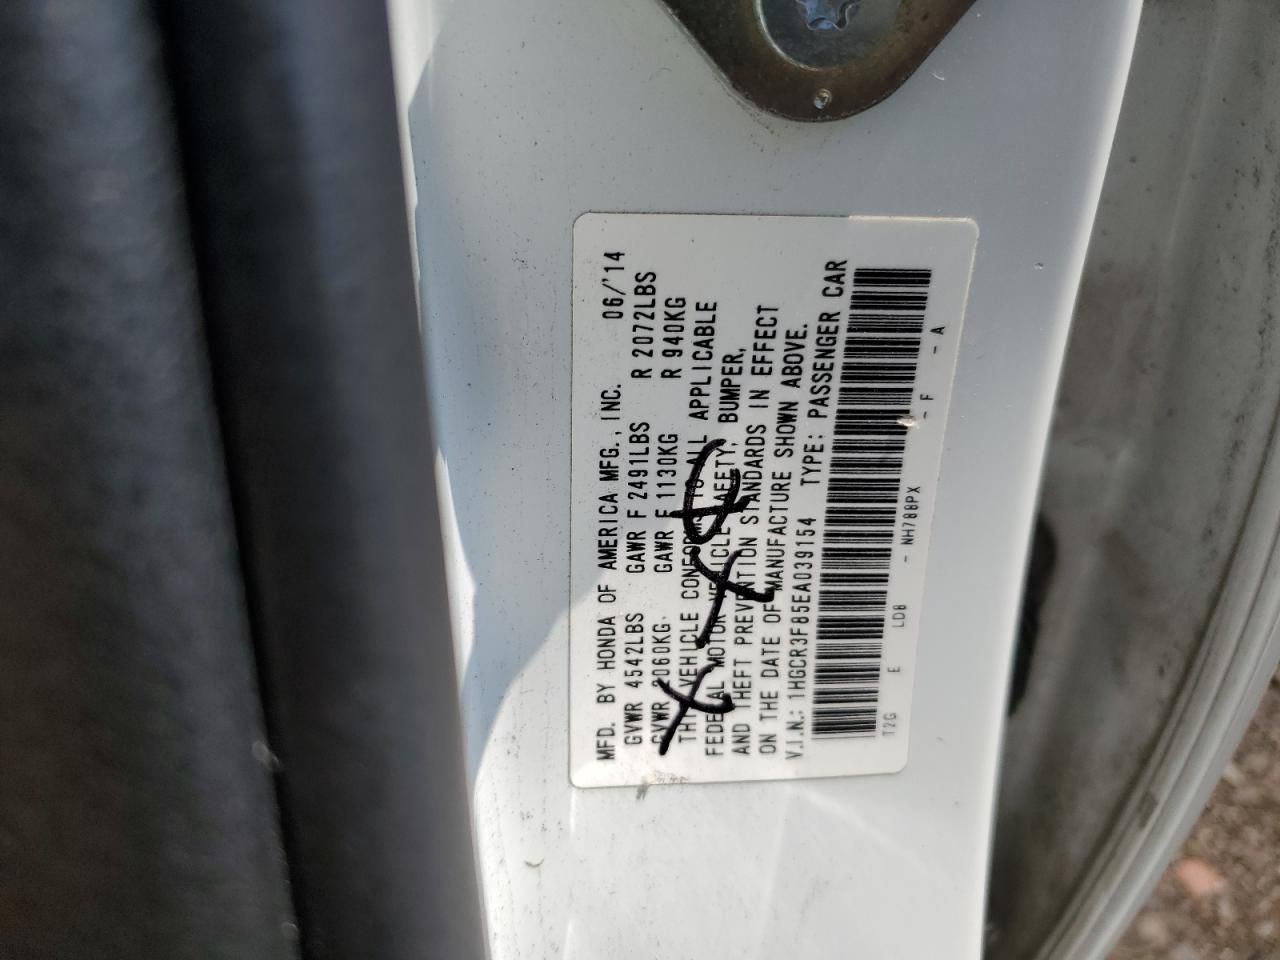 MFD. BY HONDA OF AMERICA MFG., INC. 06/'14
GVWR 4542LBS GAWR F 2491LBS R 2072LBS
GVWR 2060KG GAWR F 1130KG R 940KG
THIS VEHICLE CONFORMS TO ALL APPLICABLE
FEDERAL MOTOR VEHICLE SAFETY, BUMPER,
AND THEFT PREVENTION STANDARDS IN EFFECT
ON THE DATE OF MANUFACTURE SHOWN ABOVE.
V.I.N.: 1HGCR3F85EA039154 TYPE: PASSENGER CAR
T2G E LDB - NH788PX - F - A